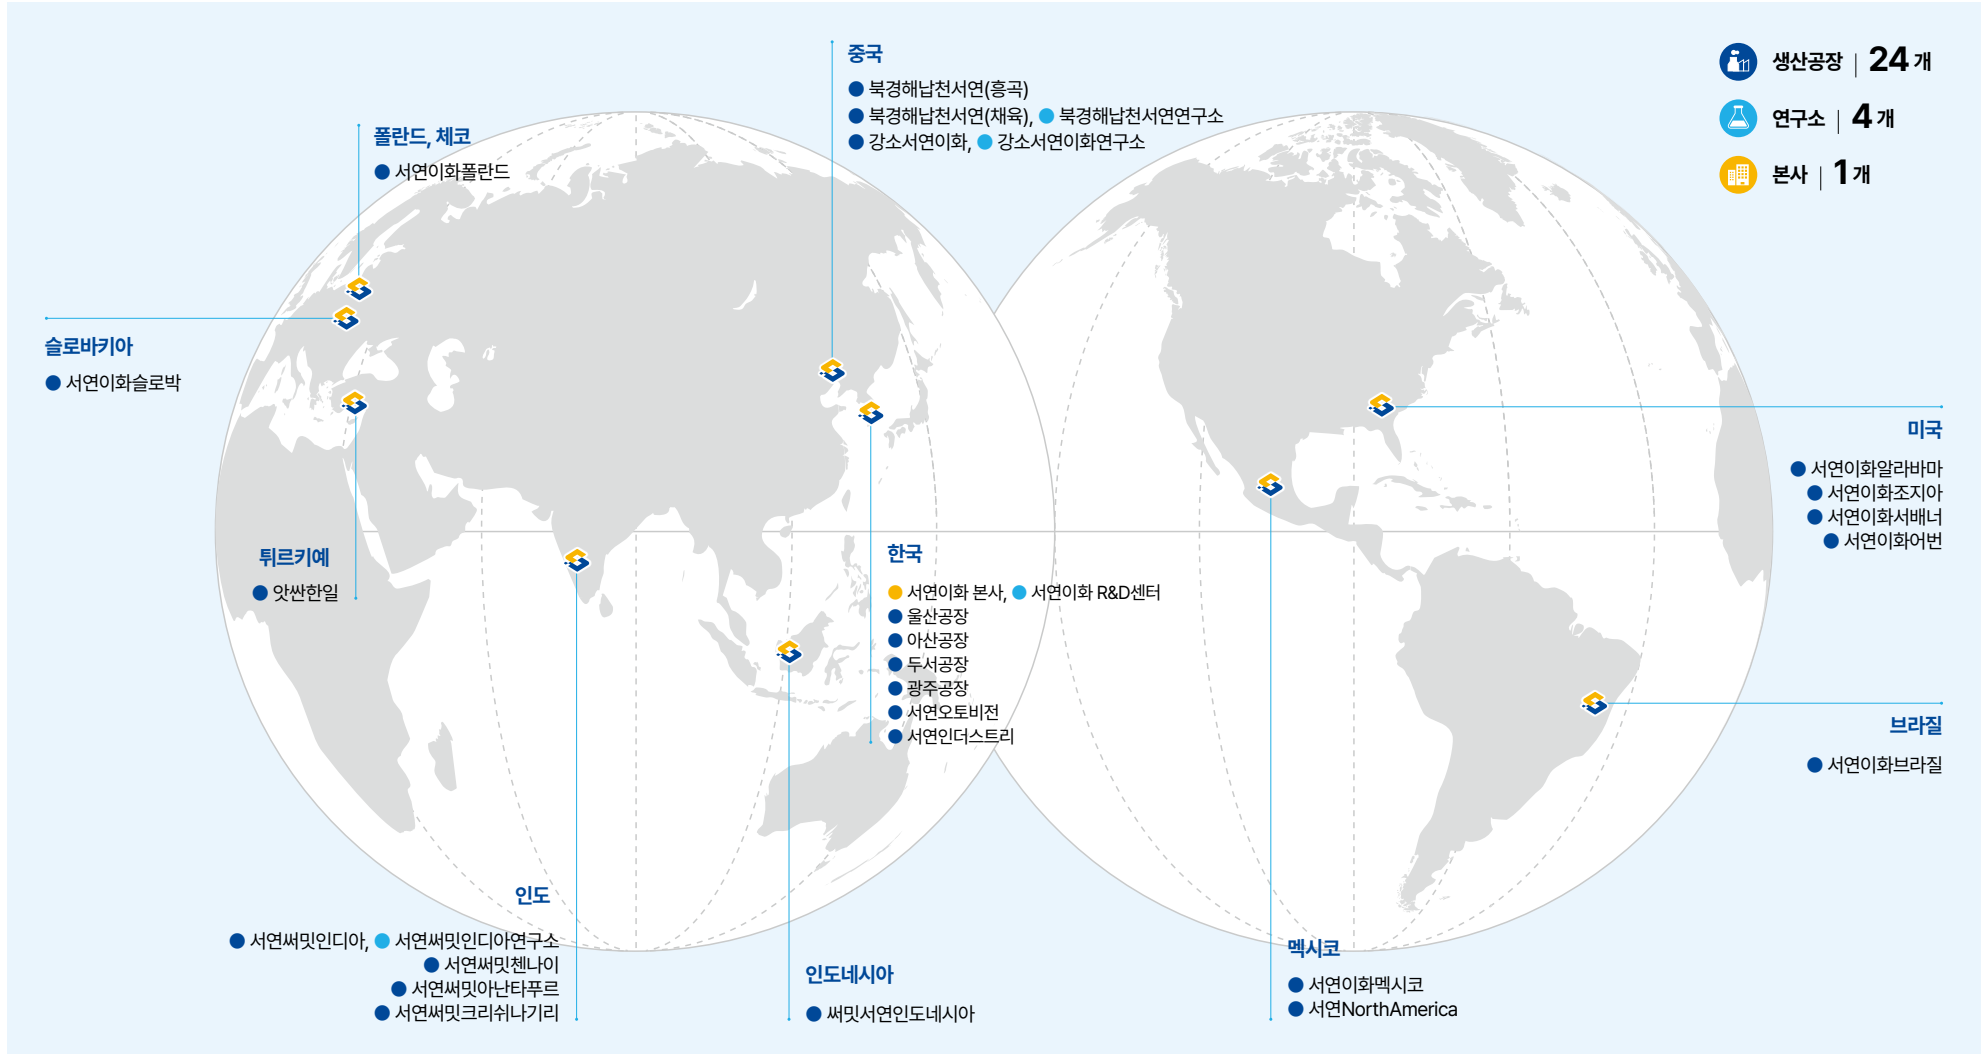 중국
북경해납천서연(흥곡)
북경해납천서연(채육), 북경해납천서연연구소
강소서연이화, 강소서연이화연구소
생산공장 | 24 개
연구소 | 4 개
본사 | 1 개
폴란드, 체코
서연이화폴란드
슬로바키아
서연이화슬로박
튀르키예
앗싼한일
한국
서연이화 본사, 서연이화 R&D센터
울산공장
아산공장
두서공장
광주공장
서연오토비전
서연인더스트리
미국
서연이화알라바마
서연이화조지아
서연이화서배너
서연이화어번
브라질
서연이화브라질
인도
서연써밋인디아, 서연써밋인디아연구소
서연써밋첸나이
서연써밋아난타푸르
서연써밋크리쉬나기리
인도네시아
써밋서연인도네시아
멕시코
서연이화멕시코
서연NorthAmerica